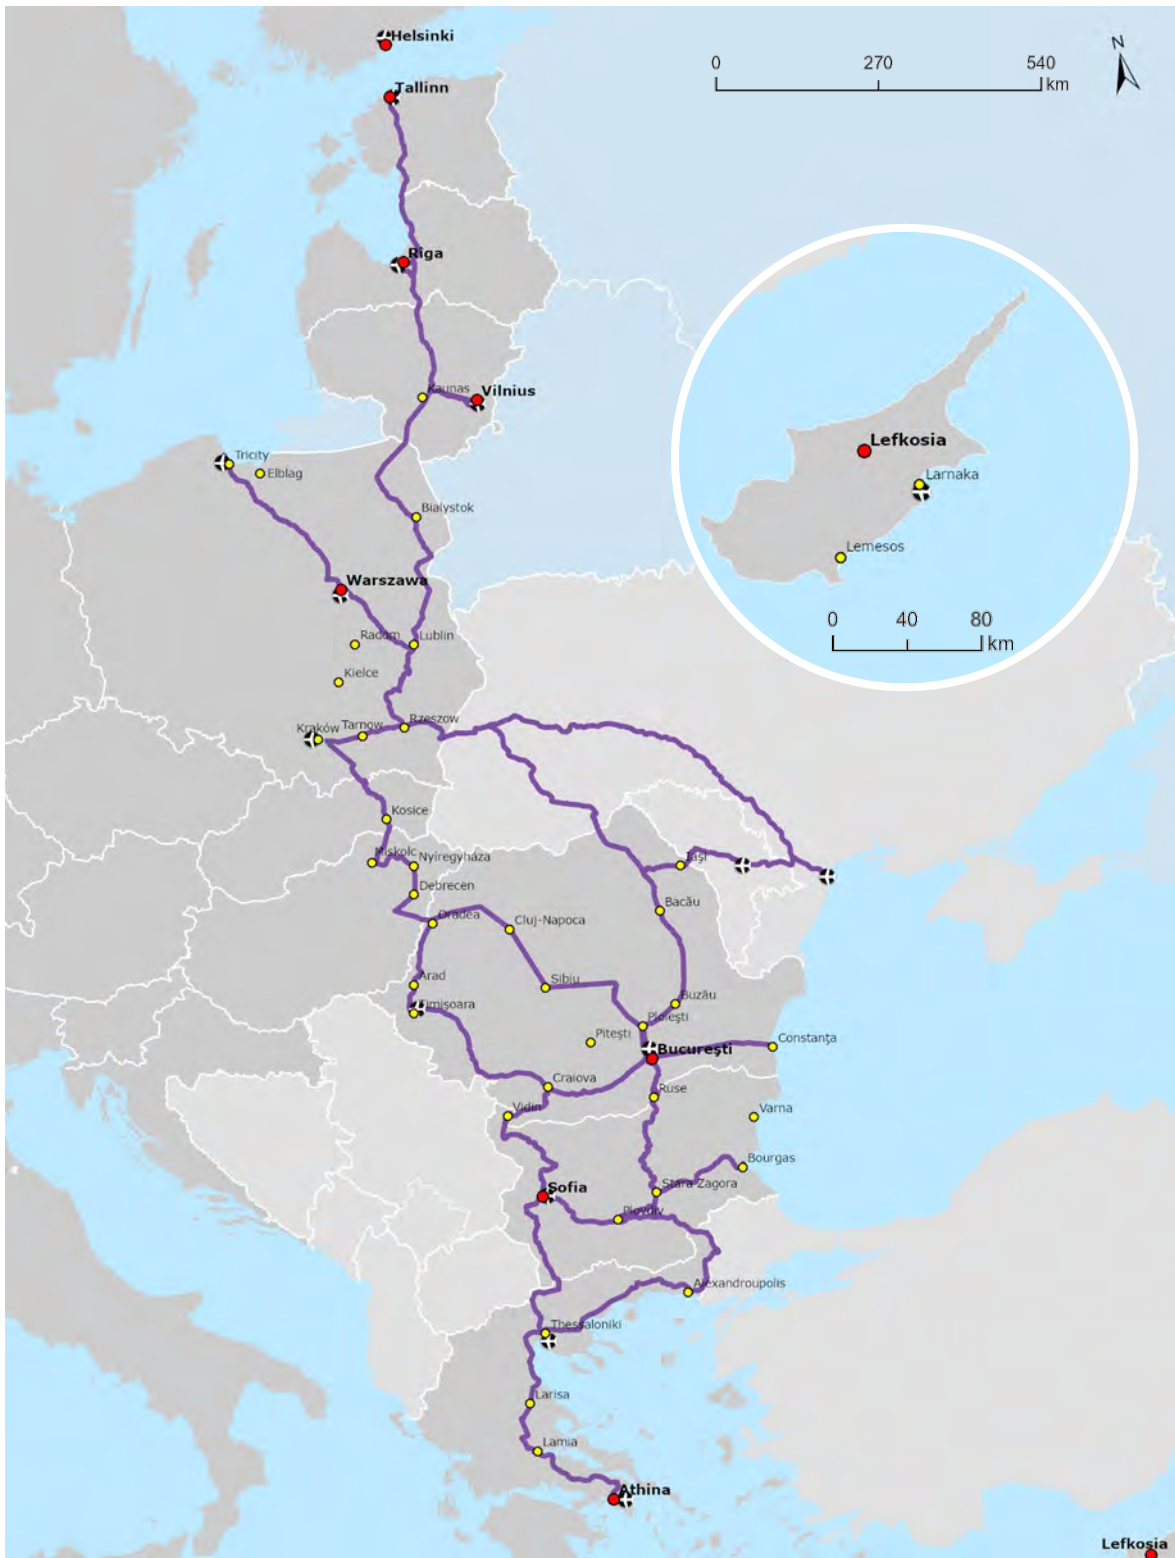 Helsinki
N
0 270 540
km
Tallinn
Rīga
Kaunas
Vilnius
Lefkosia
Tricity
Elblag
Larnaka
Bialystok
Lemesos
Warszawa
0 40 80
km
Radom
Lublin
Kielce
Kraków
Tarnow
Rzeszow
Kosice
Miskolc
Nyiregyháza
Iaşi
Debrecen
Bacău
Oradea
Cluj-Napoca
Arad
Sibiu
Timişoara
Buzău
Ploieşti
Piteşti
Bucureşti
Constanţa
Craiova
Ruse
Vidin
Varna
Bourgas
Sofia
Stara Zagora
Plovdiv
Alexandroupolis
Thessaloniki
Larisa
Lamia
Athina
Lefkosia